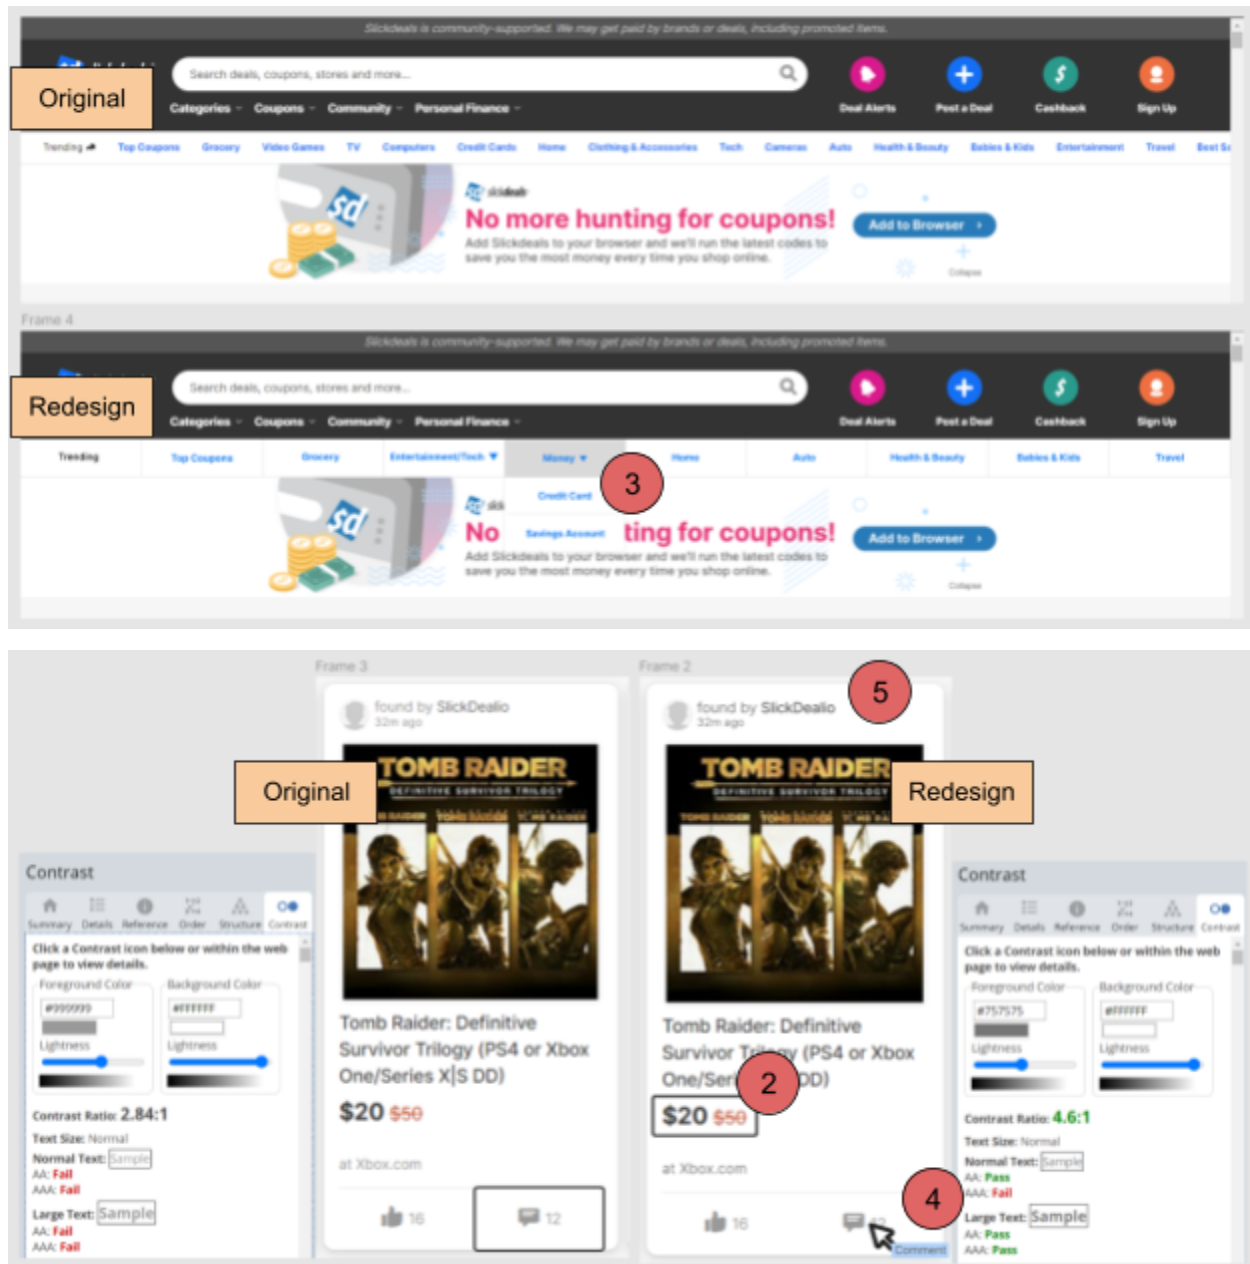 Slickdeals is community-supported. We may get paid by brands or deals, including promoted items.
Original
Search deals, coupons, stores and more...
Categories Coupons Community Personal Finance
Deal Alerts Post a Deal Cashback Sign Up
Trending Top Coupons Grocery Video Games TV Computers Credit Cards Home Clothing & Accessories Tech Cameras Auto Health & Beauty Babies & Kids Entertainment Travel Best Sa
sd
slickdeals
No more hunting for coupons!
Add Slickdeals to your browser and we'll run the latest codes to
save you the most money every time you shop online.
Add to Browser
Collapse
Frame 4
Slickdeals is community-supported. We may get paid by brands or deals, including promoted items.
Redesign
Search deals, coupons, stores and more...
Categories Coupons Community Personal Finance
Deal Alerts Post a Deal Cashback Sign Up
Trending Top Coupons Grocery Entertainment/Tech ▼ Money ▼ Home Auto Health & Beauty Babies & Kids Travel
3
Credit Card
Savings Account
sd
No ting for coupons!
Add Slickdeals to your browser and we'll run the latest codes to
save you the most money every time you shop online.
Add to Browser
Collapse
Frame 3
found by SlickDealio
32m ago
Original
TOMB RAIDER
DEFINITIVE SURVIVOR TRILOGY
Tomb Raider: Definitive
Survivor Trilogy (PS4 or Xbox
One/Series X|S DD)
$20 $50
at Xbox.com
16 12
Frame 2
5
found by SlickDealio
32m ago
Redesign
TOMB RAIDER
DEFINITIVE SURVIVOR TRILOGY
Tomb Raider: Definitive
Survivor Trilogy (PS4 or Xbox
One/Seri DD)
2
$20 $50
at Xbox.com
4
16 12
Comment
Contrast
Summary Details Reference Order Structure Contrast
Click a Contrast icon below or within the web
page to view details.
Foreground Color Background Color
#999999 #FFFFFF
Lightness Lightness
Contrast Ratio: 2.84:1
Text Size: Normal
Normal Text: Sample
AA: Fail
AAA: Fail
Large Text: Sample
AA: Fail
AAA: Fail
Contrast
Summary Details Reference Order Structure Contrast
Click a Contrast icon below or within the web
page to view details.
Foreground Color Background Color
#757575 #FFFFFF
Lightness Lightness
Contrast Ratio: 4.6:1
Text Size: Normal
Normal Text: Sample
AA: Pass
AAA: Fail
Large Text: Sample
AA: Pass
AAA: Pass